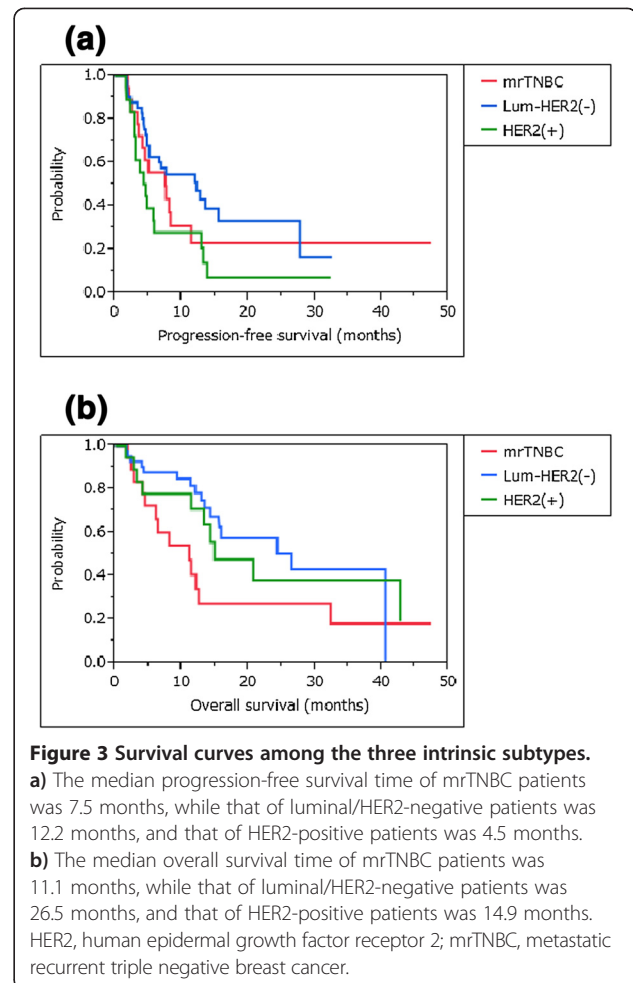 (a)
1.0
0.8
0.6
0.4
0.2
0.0
Probability
0 10 20 30 40 50
Progression-free survival (months)
mrTNBC
Lum-HER2(-)
HER2(+)
(b)
1.0
0.8
0.6
0.4
0.2
0.0
Probability
0 10 20 30 40 50
Overall survival (months)
mrTNBC
Lum-HER2(-)
HER2(+)
Figure 3 Survival curves among the three intrinsic subtypes.
a) The median progression-free survival time of mrTNBC patients
was 7.5 months, while that of luminal/HER2-negative patients was
12.2 months, and that of HER2-positive patients was 4.5 months.
b) The median overall survival time of mrTNBC patients was
11.1 months, while that of luminal/HER2-negative patients was
26.5 months, and that of HER2-positive patients was 14.9 months.
HER2, human epidermal growth factor receptor 2; mrTNBC, metastatic
recurrent triple negative breast cancer.